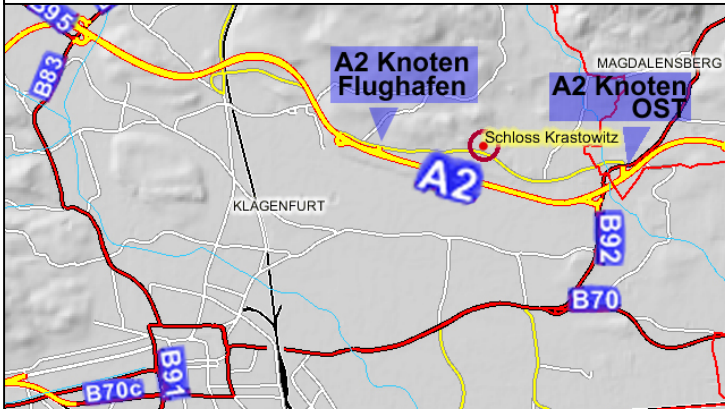 B95
B83
A2 Knoten
Flughafen
MAGDALENSBERG
A2 Knoten
OST
Schloss Krastowitz
A2
KLAGENFURT
B92
B70
B91
B70c